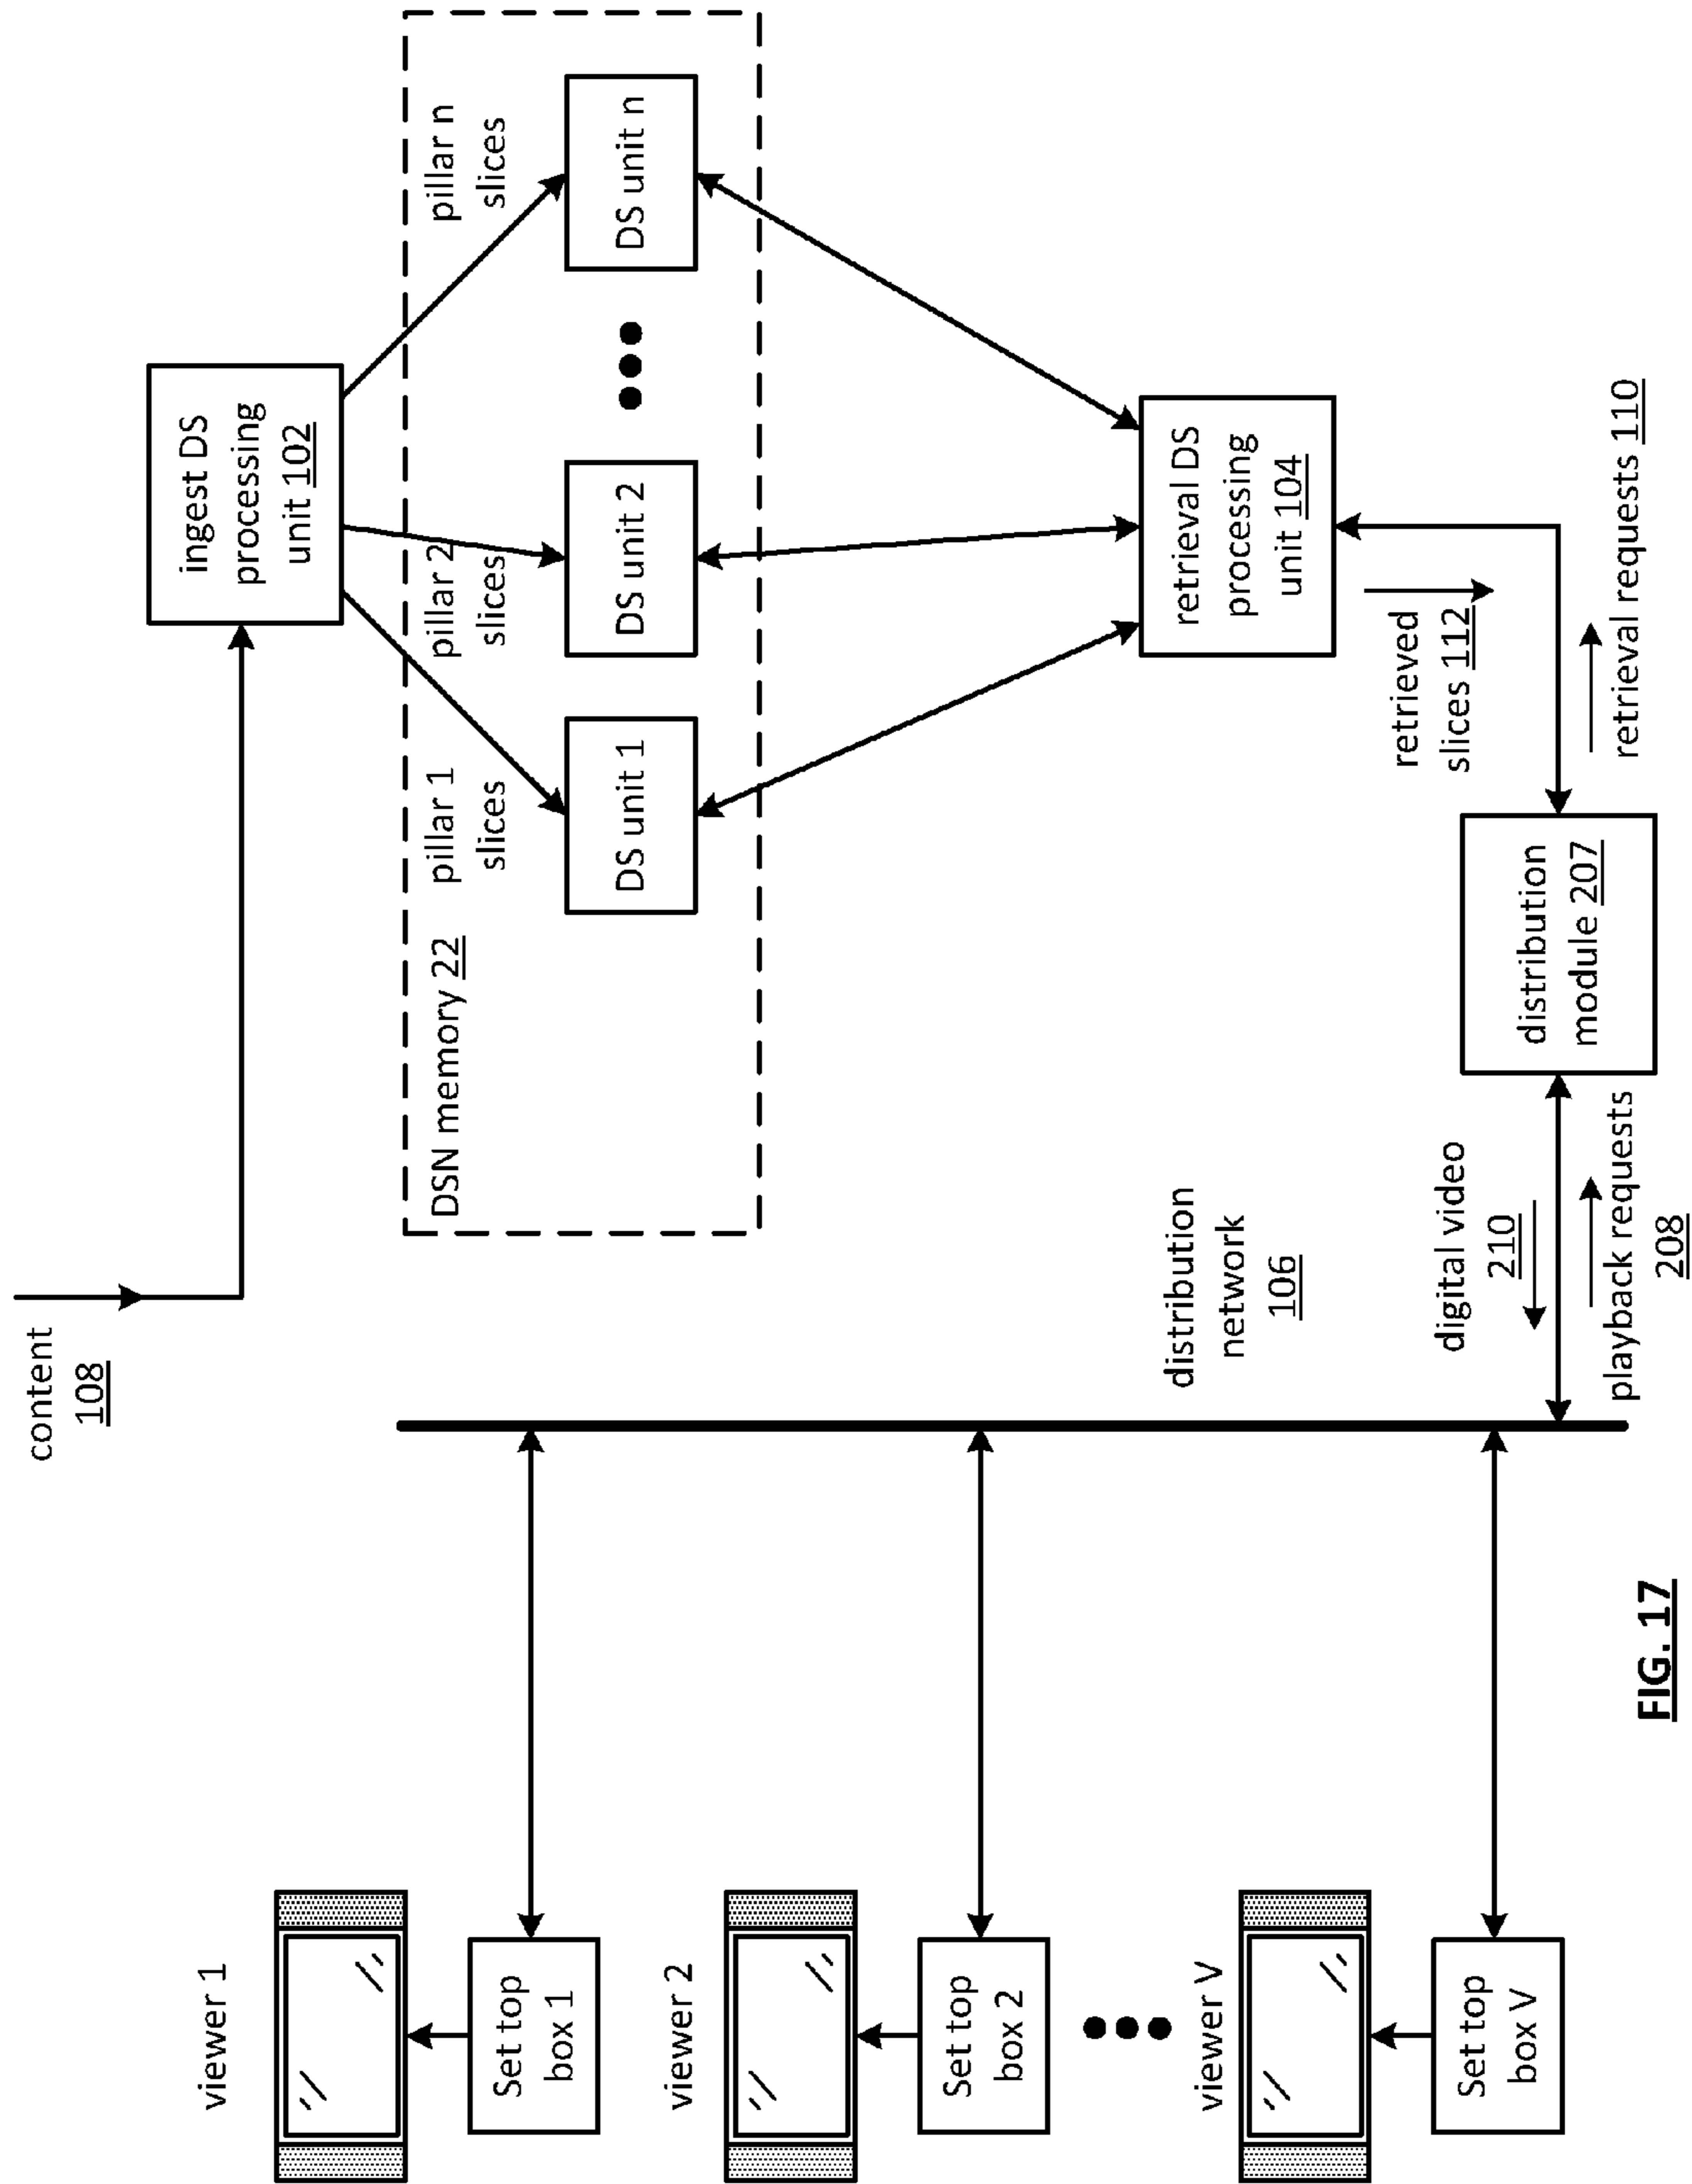 content
108
ingest DS
processing
unit 102
DSN memory 22
pillar 1
slices
pillar 2
slices
pillar n
slices
DS unit 1
DS unit 2
DS unit n
viewer 1
Set top
box 1
viewer 2
Set top
box 2
viewer V
Set top
box V
distribution
network
106
retrieval DS
processing
unit 104
retrieved
slices 112
retrieval requests 110
distribution
module 207
digital video
210
playback requests
208
FIG. 17